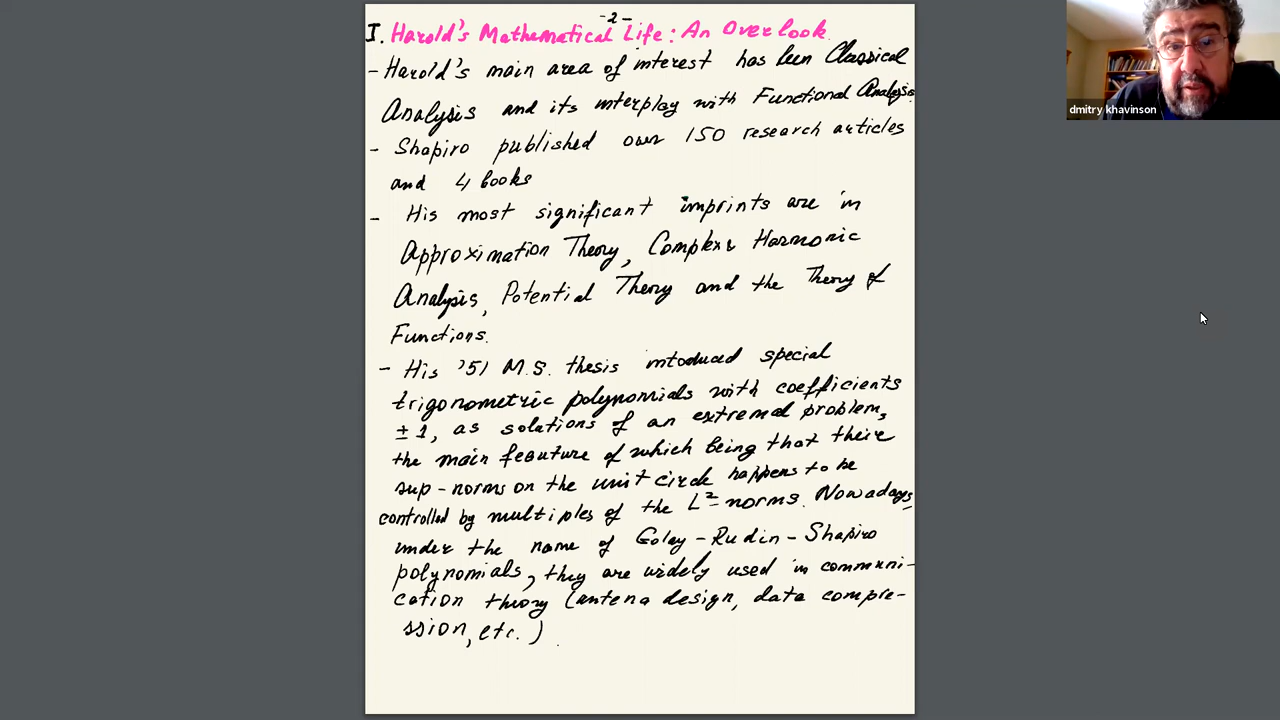 -2-
I. Harold's Mathematical Life: An Overlook
- Harold's main area of interest has been Classical
Analysis and its interplay with Functional Analysis
- Shapiro published over 150 research articles
and 4 books
- His most significant imprints are in
Approximation Theory, Complex & Harmonic
Analysis, Potential Theory and the Theory of
Functions.
- His '51 M.S. thesis intoduced special
trigonometric polynomials with coefficients
± 1, as solutions of an extremal problem,
the main feauture of which being that their
sup-norms on the unit circle happens to be
controlled by multiples of the L²-norms. Nowadays,
under the name of Golay-Rudin-Shapiro
polynomials, they are widely used in communi-
cation theory (antena design, data compre-
ssion, etc.)
dmitry khavinson